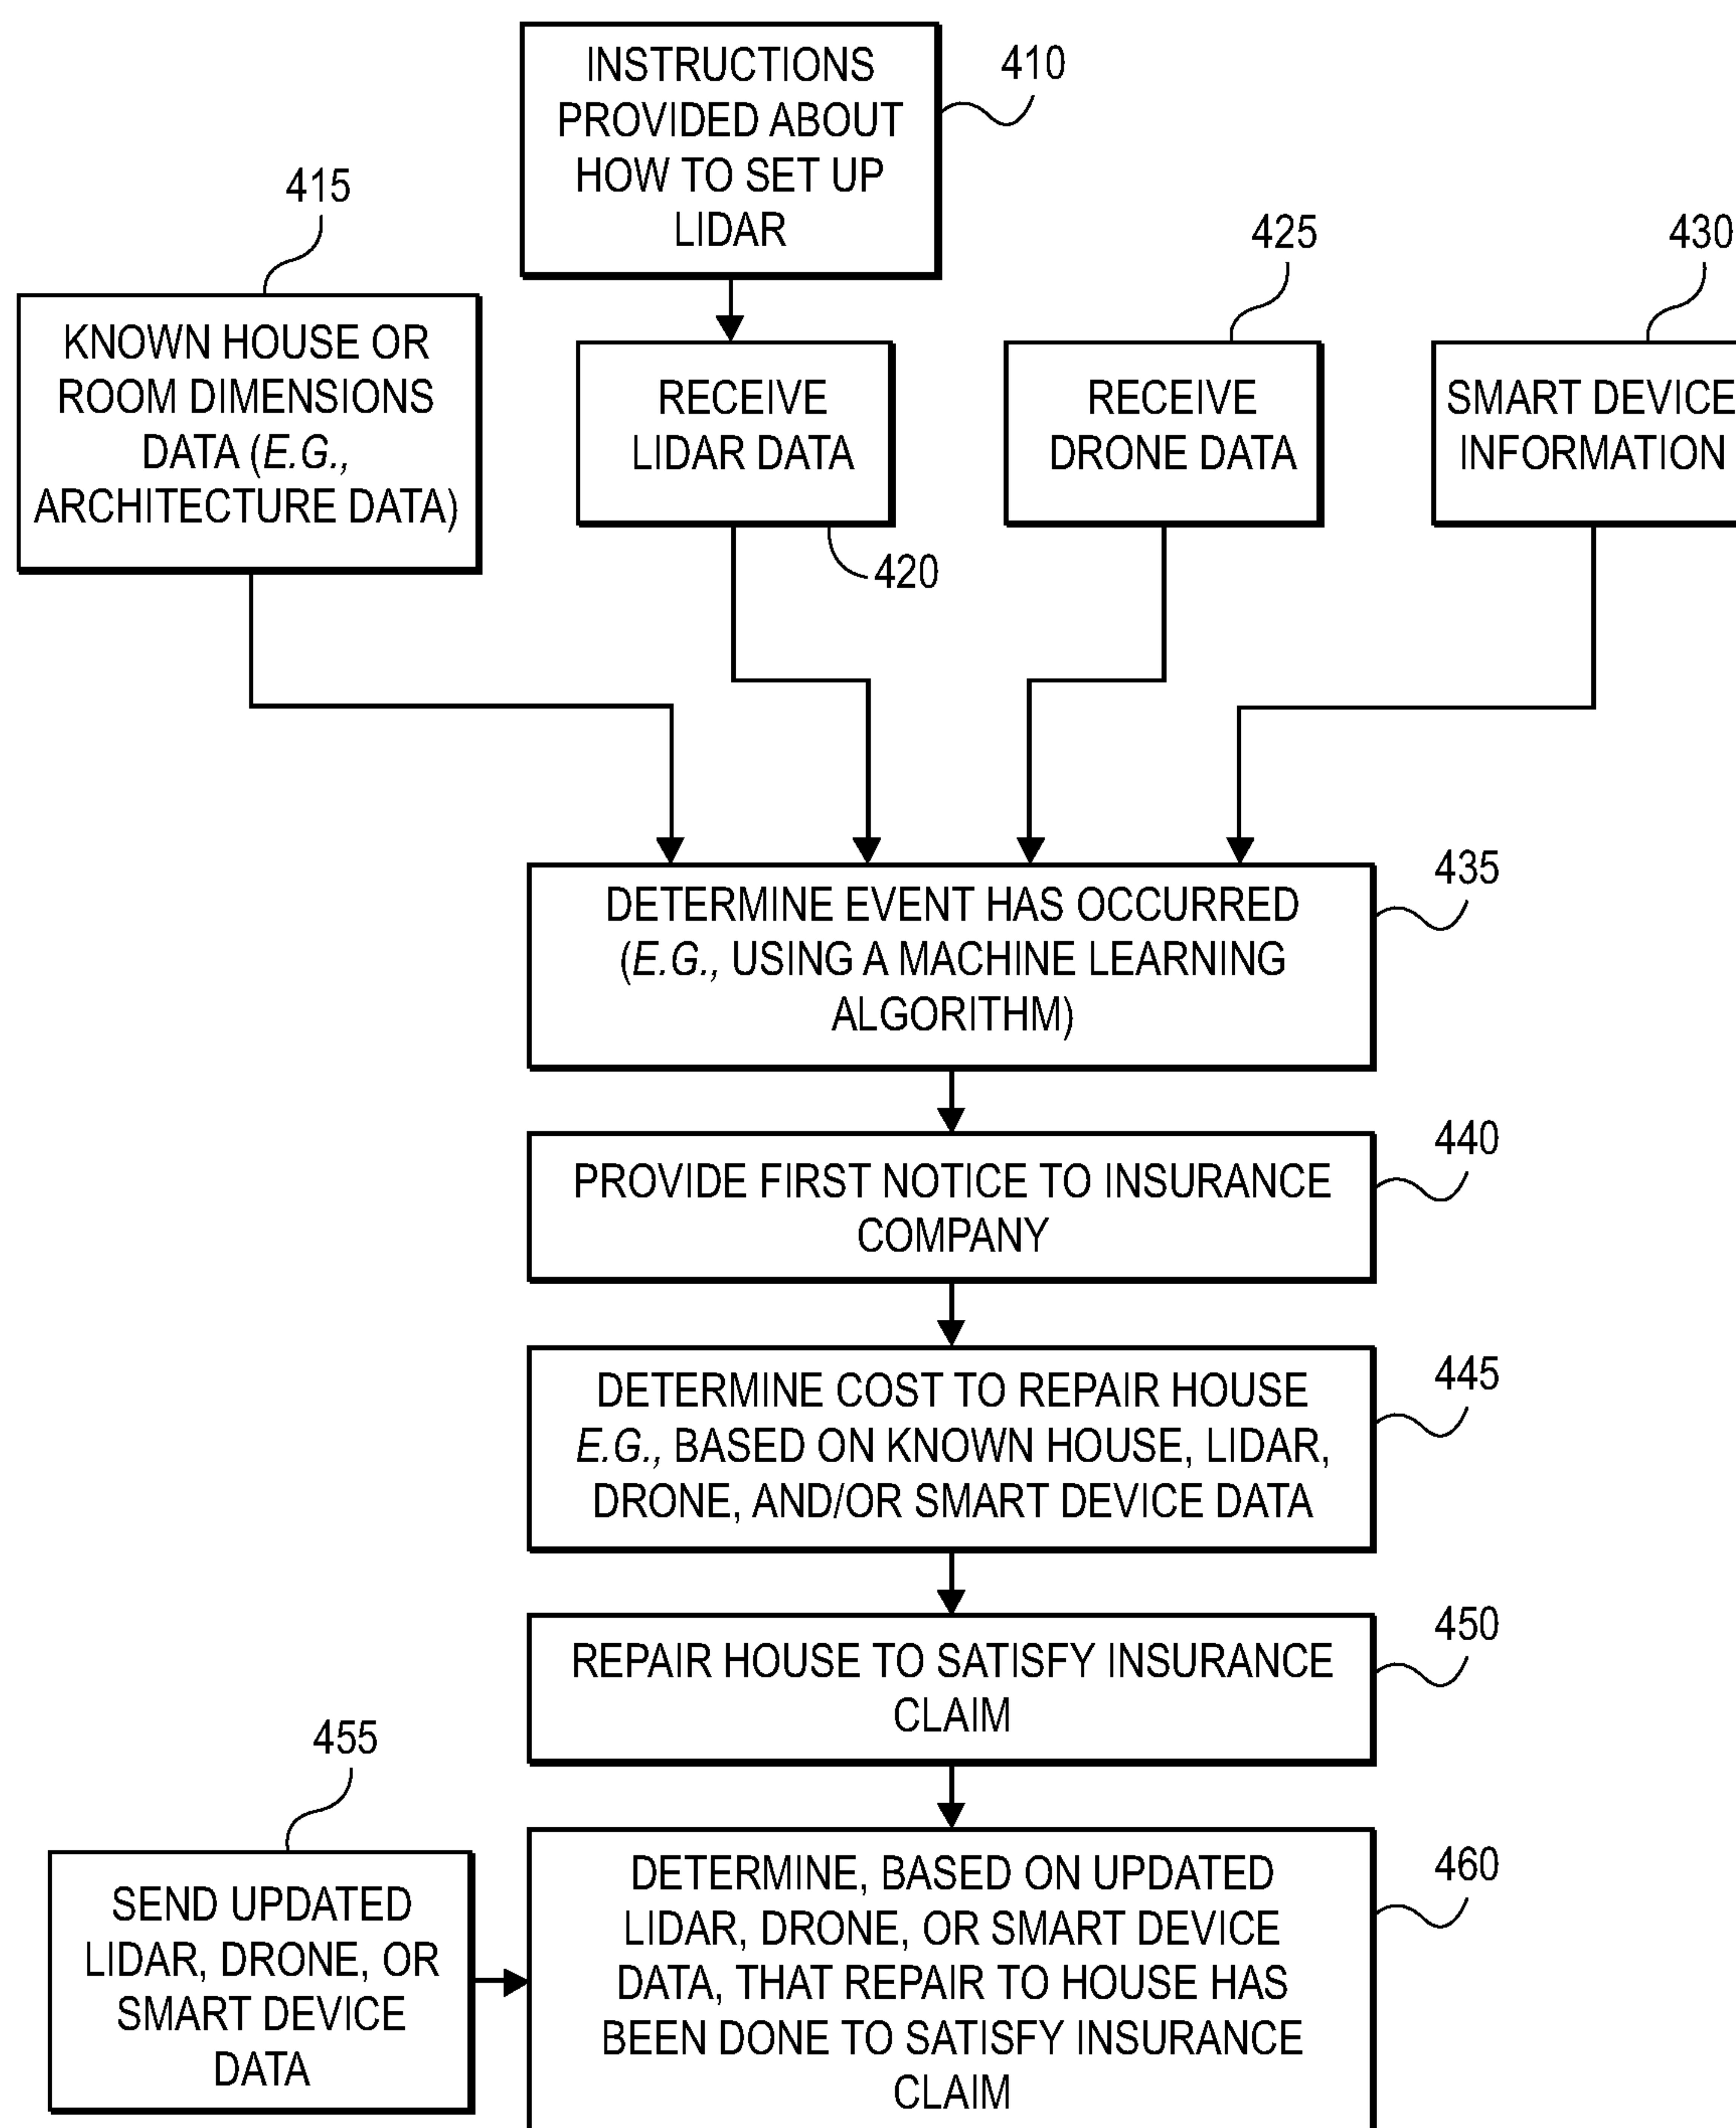 INSTRUCTIONS
PROVIDED ABOUT
HOW TO SET UP
LIDAR
410
415
KNOWN HOUSE OR
ROOM DIMENSIONS
DATA (E.G.,
ARCHITECTURE DATA)
RECEIVE
LIDAR DATA
420
425
RECEIVE
DRONE DATA
430
SMART DEVICE
INFORMATION
DETERMINE EVENT HAS OCCURRED
(E.G., USING A MACHINE LEARNING
ALGORITHM)
435
PROVIDE FIRST NOTICE TO INSURANCE
COMPANY
440
DETERMINE COST TO REPAIR HOUSE
E.G., BASED ON KNOWN HOUSE, LIDAR,
DRONE, AND/OR SMART DEVICE DATA
445
REPAIR HOUSE TO SATISFY INSURANCE
CLAIM
450
455
SEND UPDATED
LIDAR, DRONE, OR
SMART DEVICE
DATA
DETERMINE, BASED ON UPDATED
LIDAR, DRONE, OR SMART DEVICE
DATA, THAT REPAIR TO HOUSE HAS
BEEN DONE TO SATISFY INSURANCE
CLAIM
460